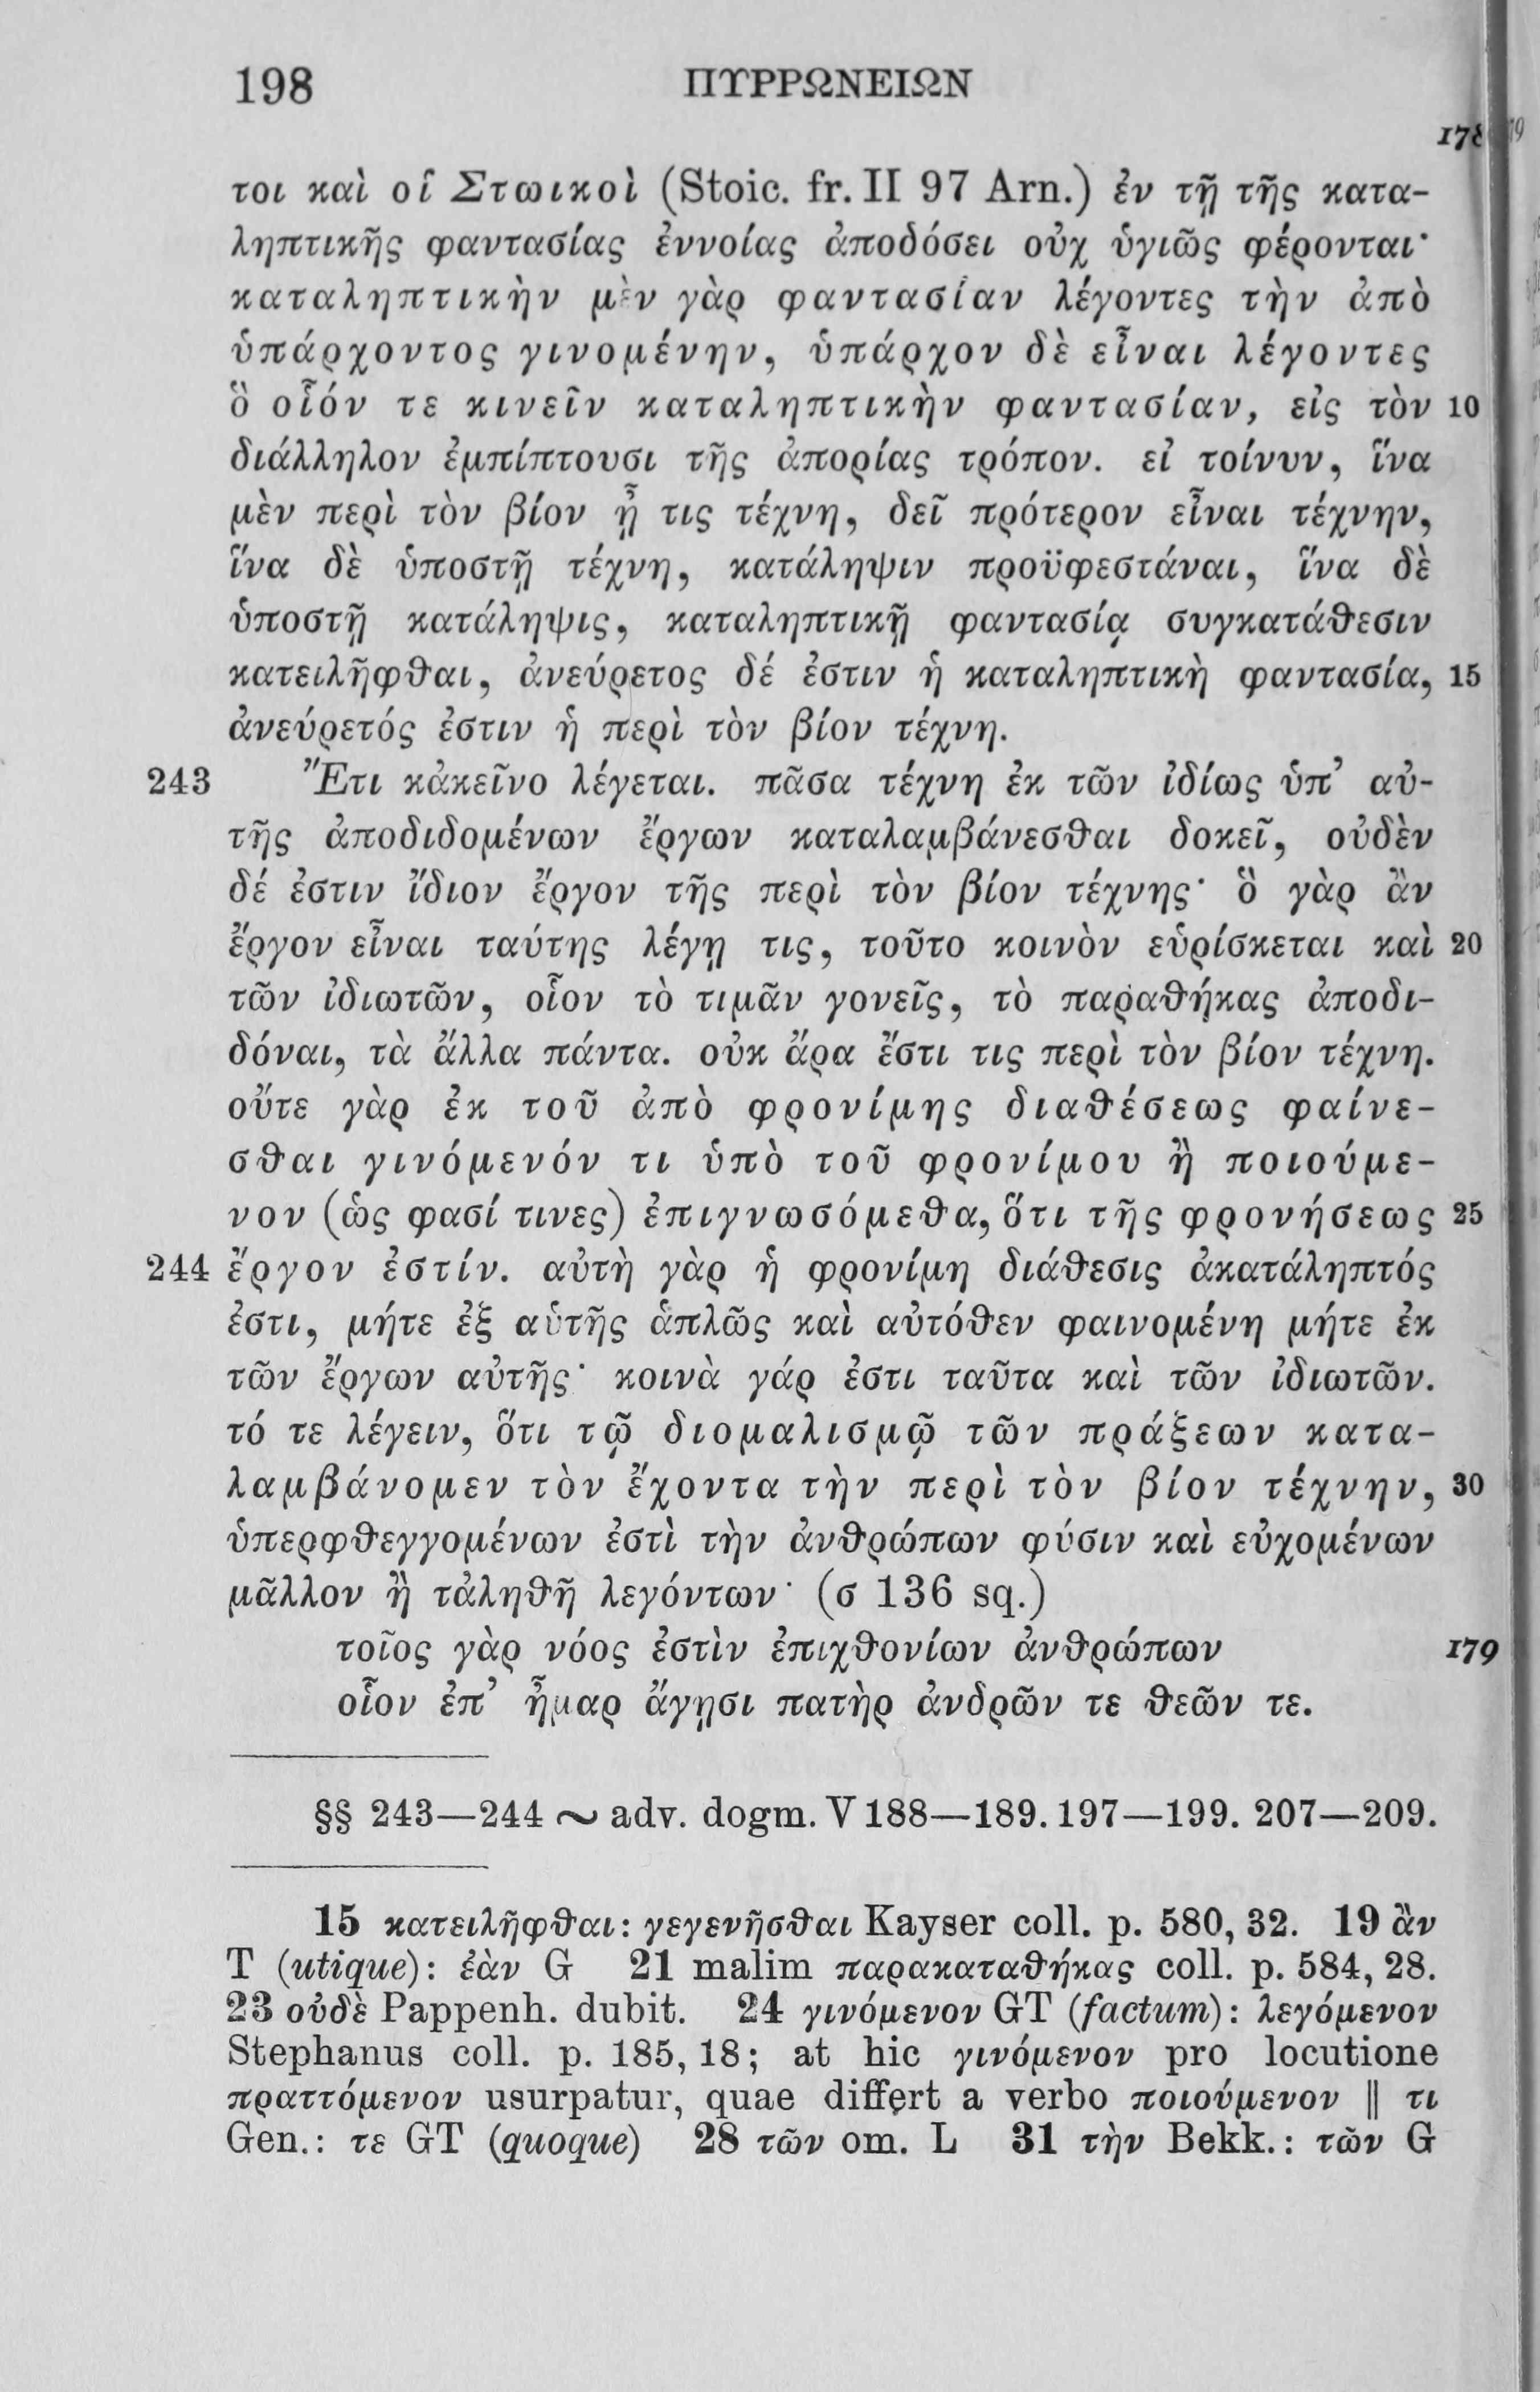 198 ΠΥΡΡΩΝΕΙΩΝ
178
τοι καὶ οἱ Στωικοὶ (Stoic. fr. II 97 Arn.) ἐν τῇ τῆς κατα-
ληπτικῆς φαντασίας ἐννοίας ἀποδόσει οὐχ ὑγιῶς φέρονται·
καταληπτικὴν μὲν γὰρ φαντασίαν λέγοντες τὴν ἀπὸ
ὑπάρχοντος γινομένην, ὑπάρχον δὲ εἶναι λέγοντες
ὃ οἷόν τε κινεῖν καταληπτικὴν φαντασίαν, εἰς τὸν 10
διάλληλον ἐμπίπτουσι τῆς ἀπορίας τρόπον. εἰ τοίνυν, ἵνα
μὲν περὶ τὸν βίον ᾖ τις τέχνη, δεῖ πρότερον εἶναι τέχνην,
ἵνα δὲ ὑποστῇ τέχνη, κατάληψιν προϋφεστάναι, ἵνα δὲ
ὑποστῇ κατάληψις, καταληπτικῇ φαντασίᾳ συγκατάθεσιν
κατειλῆφθαι, ἀνεύρετος δέ ἐστιν ἡ καταληπτικὴ φαντασία, 15
ἀνεύρετός ἐστιν ἡ περὶ τὸν βίον τέχνη.
243 Ἔτι κἀκεῖνο λέγεται. πᾶσα τέχνη ἐκ τῶν ἰδίως ὑπ’ αὐ-
τῆς ἀποδιδομένων ἔργων καταλαμβάνεσθαι δοκεῖ, οὐδὲν
δέ ἐστιν ἴδιον ἔργον τῆς περὶ τὸν βίον τέχνης· ὃ γὰρ ἂν
ἔργον εἶναι ταύτης λέγῃ τις, τοῦτο κοινὸν εὑρίσκεται καὶ 20
τῶν ἰδιωτῶν, οἷον τὸ τιμᾶν γονεῖς, τὸ παραθήκας ἀποδι-
δόναι, τὰ ἄλλα πάντα. οὐκ ἄρα ἔστι τις περὶ τὸν βίον τέχνη.
οὔτε γὰρ ἐκ τοῦ ἀπὸ φρονίμης διαθέσεως φαίνε-
σθαι γινόμενόν τι ὑπὸ τοῦ φρονίμου ἢ ποιούμε-
νον (ὡς φασί τινες) ἐπιγνωσόμεθα, ὅτι τῆς φρονήσεως 25
244 ἔργον ἐστίν. αὐτὴ γὰρ ἡ φρονίμη διάθεσις ἀκατάληπτός
ἐστι, μήτε ἐξ αὑτῆς ἁπλῶς καὶ αὐτόθεν φαινομένη μήτε ἐκ
τῶν ἔργων αὐτῆς· κοινὰ γάρ ἐστι ταῦτα καὶ τῶν ἰδιωτῶν.
τό τε λέγειν, ὅτι τῷ διομαλισμῷ τῶν πράξεων κατα-
λαμβάνομεν τὸν ἔχοντα τὴν περὶ τὸν βίον τέχνην, 30
ὑπερφθεγγομένων ἐστὶ τὴν ἀνθρώπων φύσιν καὶ εὐχομένων
μᾶλλον ἢ τἀληθῆ λεγόντων· (σ 136 sq.)
τοῖος γὰρ νόος ἐστὶν ἐπιχθονίων ἀνθρώπων 179
οἷον ἐπ’ ἦμαρ ἄγῃσι πατὴρ ἀνδρῶν τε θεῶν τε.
§§ 243—244 ∼ adv. dogm. V 188—189. 197—199. 207—209.
15 κατειλῆφθαι: γεγενῆσθαι Kayser coll. p. 580, 32. 19 ἂν
T (utique): ἐὰν G 21 malim παρακαταθήκας coll. p. 584, 28.
23 οὐδὲ Pappenh. dubit. 24 γινόμενον GT (factum): λεγόμενον
Stephanus coll. p. 185, 18; at hic γινόμενον pro locutione
πραττόμενον usurpatur, quae differt a verbo ποιούμενον || τι
Gen.: τε GT (quoque) 28 τῶν om. L 31 τὴν Bekk.: τῶν G